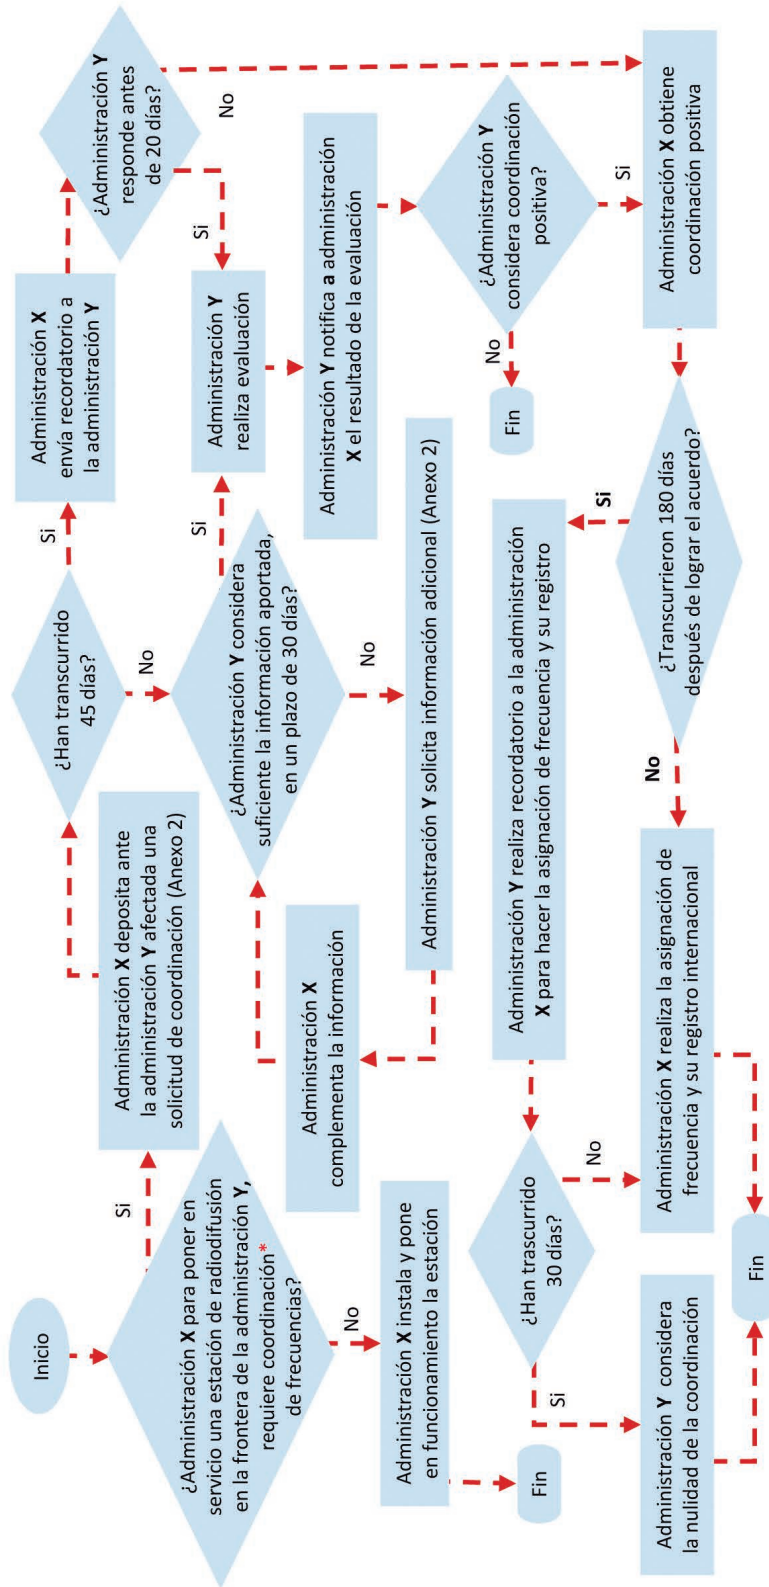 Inicio
¿Administración X para poner en
servicio una estación de radiodifusión
en la frontera de la administración Y,
requiere coordinación*
de frecuencias?
Si
No
Administración X instala y pone
en funcionamiento la estación
Fin
Administración X deposita ante
la administración Y afectada una
solicitud de coordinación (Anexo 2)
¿Han transcurrido
45 días?
Si
No
Administración X
envía recordatorio a
la administración Y
¿Administración Y
responde antes
de 20 días?
Si
No
¿Administración Y considera
suficiente la información aportada,
en un plazo de 30 días?
Si
No
Administración Y solicita información adicional (Anexo 2)
Administración X
complementa la información
Administración Y
realiza evaluación
Administración Y notifica a administración
X el resultado de la evaluación
¿Administración Y
considera coordinación
positiva?
No
Si
Fin
Administración X obtiene
coordinación positiva
¿Transcurrieron 180 días
después de lograr el acuerdo?
Si
No
Administración Y realiza recordatorio a la administración
X para hacer la asignación de frecuencia y su registro
¿Han trascurrido
30 días?
Si
No
Administración X realiza la asignación de
frecuencia y su registro internacional
Administración Y considera
la nulidad de la coordinación
Fin